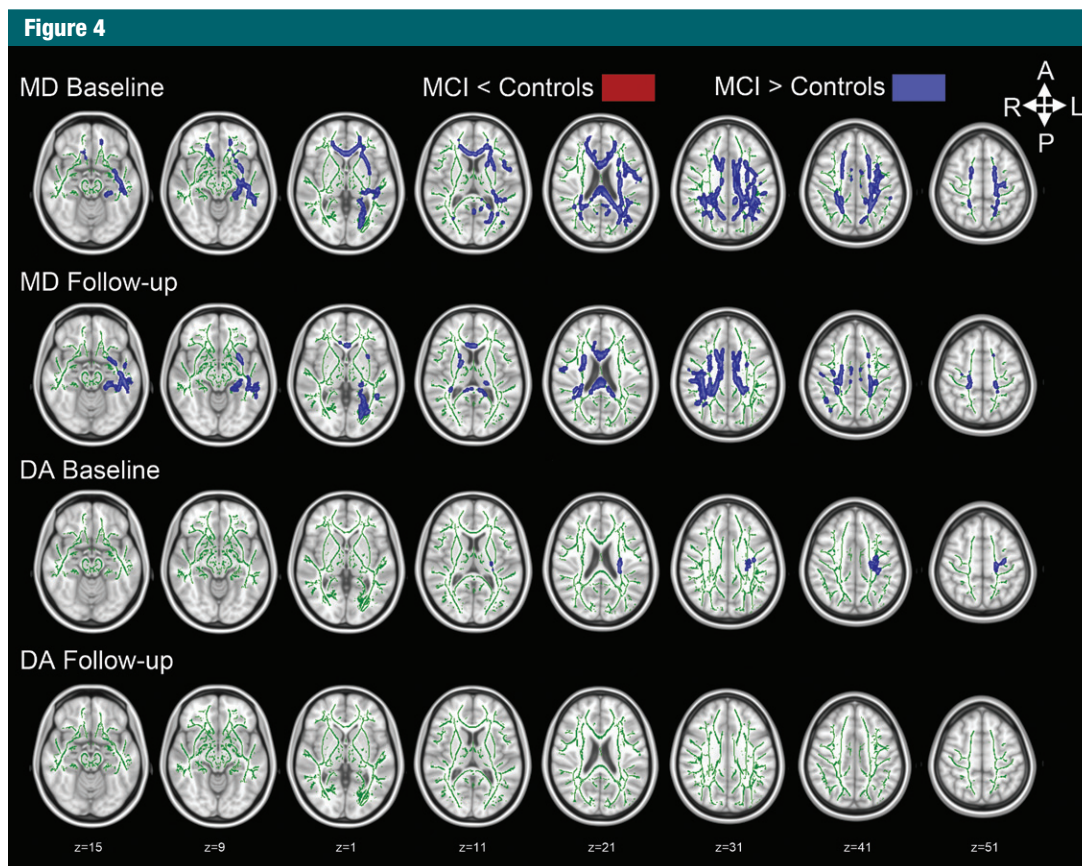 Figure 4
MD Baseline
MCI < Controls
MCI > Controls
A
R L
P
MD Follow-up
DA Baseline
DA Follow-up
z=15 z=9 z=1 z=11 z=21 z=31 z=41 z=51